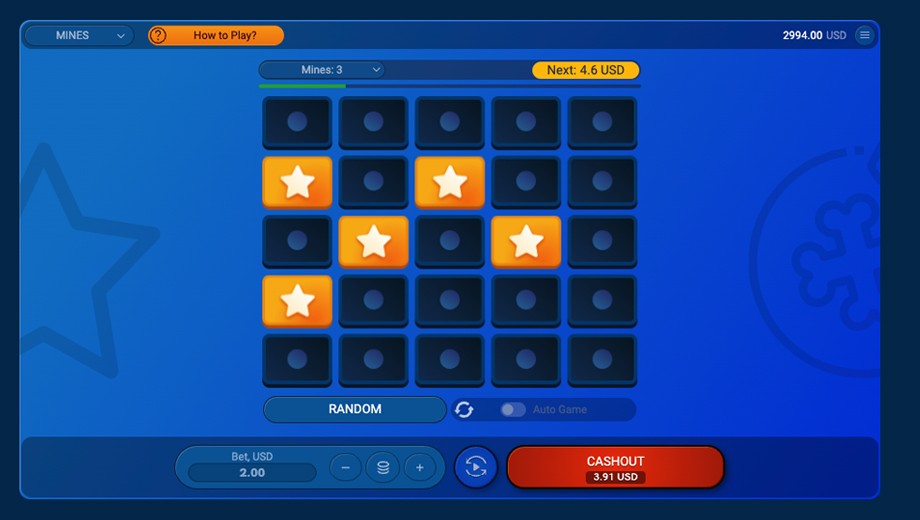 MINES
? How to Play?
2994.00 USD
Mines: 3
Next: 4.6 USD
RANDOM
Auto Game
Bet, USD
2.00
− +
CASHOUT
3.91 USD